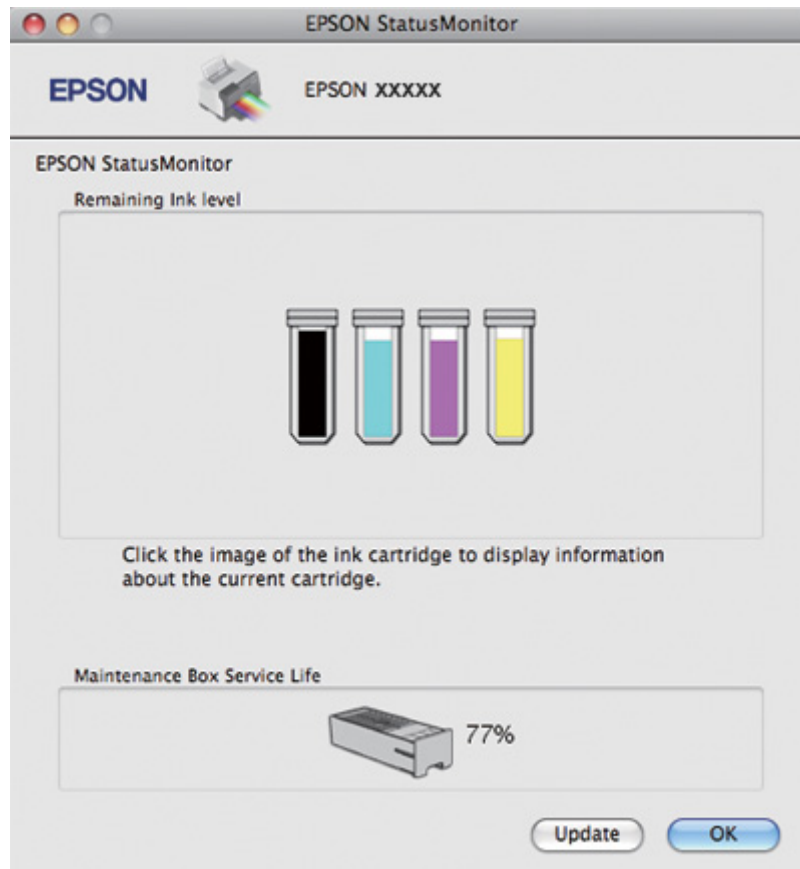 EPSON StatusMonitor
EPSON EPSON XXXXX
EPSON StatusMonitor
Remaining Ink level
Click the image of the ink cartridge to display information
about the current cartridge.
Maintenance Box Service Life
77%
Update OK